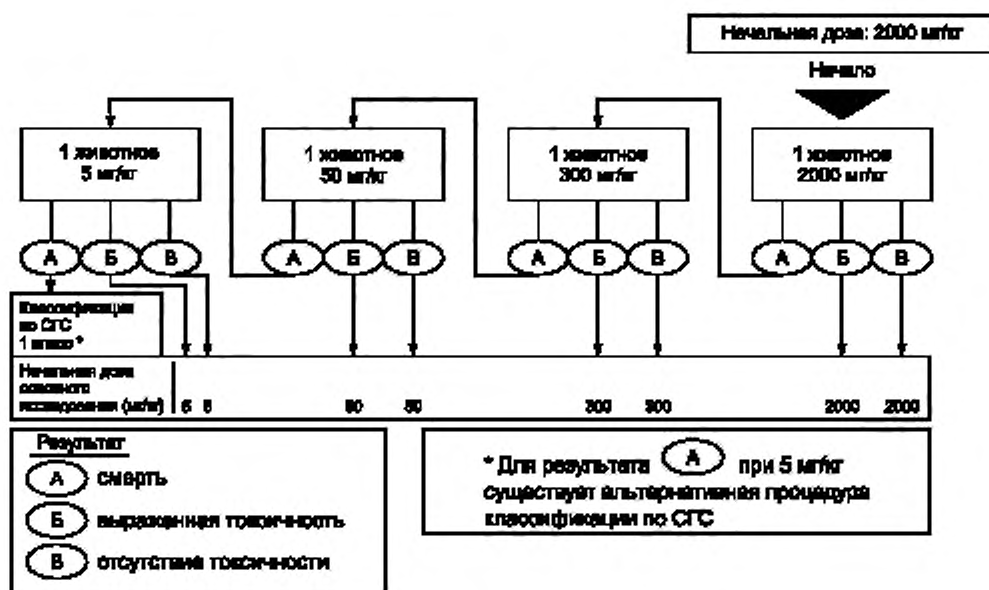 Начальная доза: 2000 мг/кг
Начало
1 животное
5 мг/кг
1 животное
50 мг/кг
1 животное
300 мг/кг
1 животное
2000 мг/кг
А Б В А Б В А Б В А Б В
Классификация
по СГС
1 класс *
Начальная доза
основного
исследования (мг/кг) 5 5 50 50 300 300 2000 2000
Результат
А смерть
Б выраженная токсичность
В отсутствие токсичности
* Для результата А при 5 мг/кг
существует альтернативная процедура
классификации по СГС